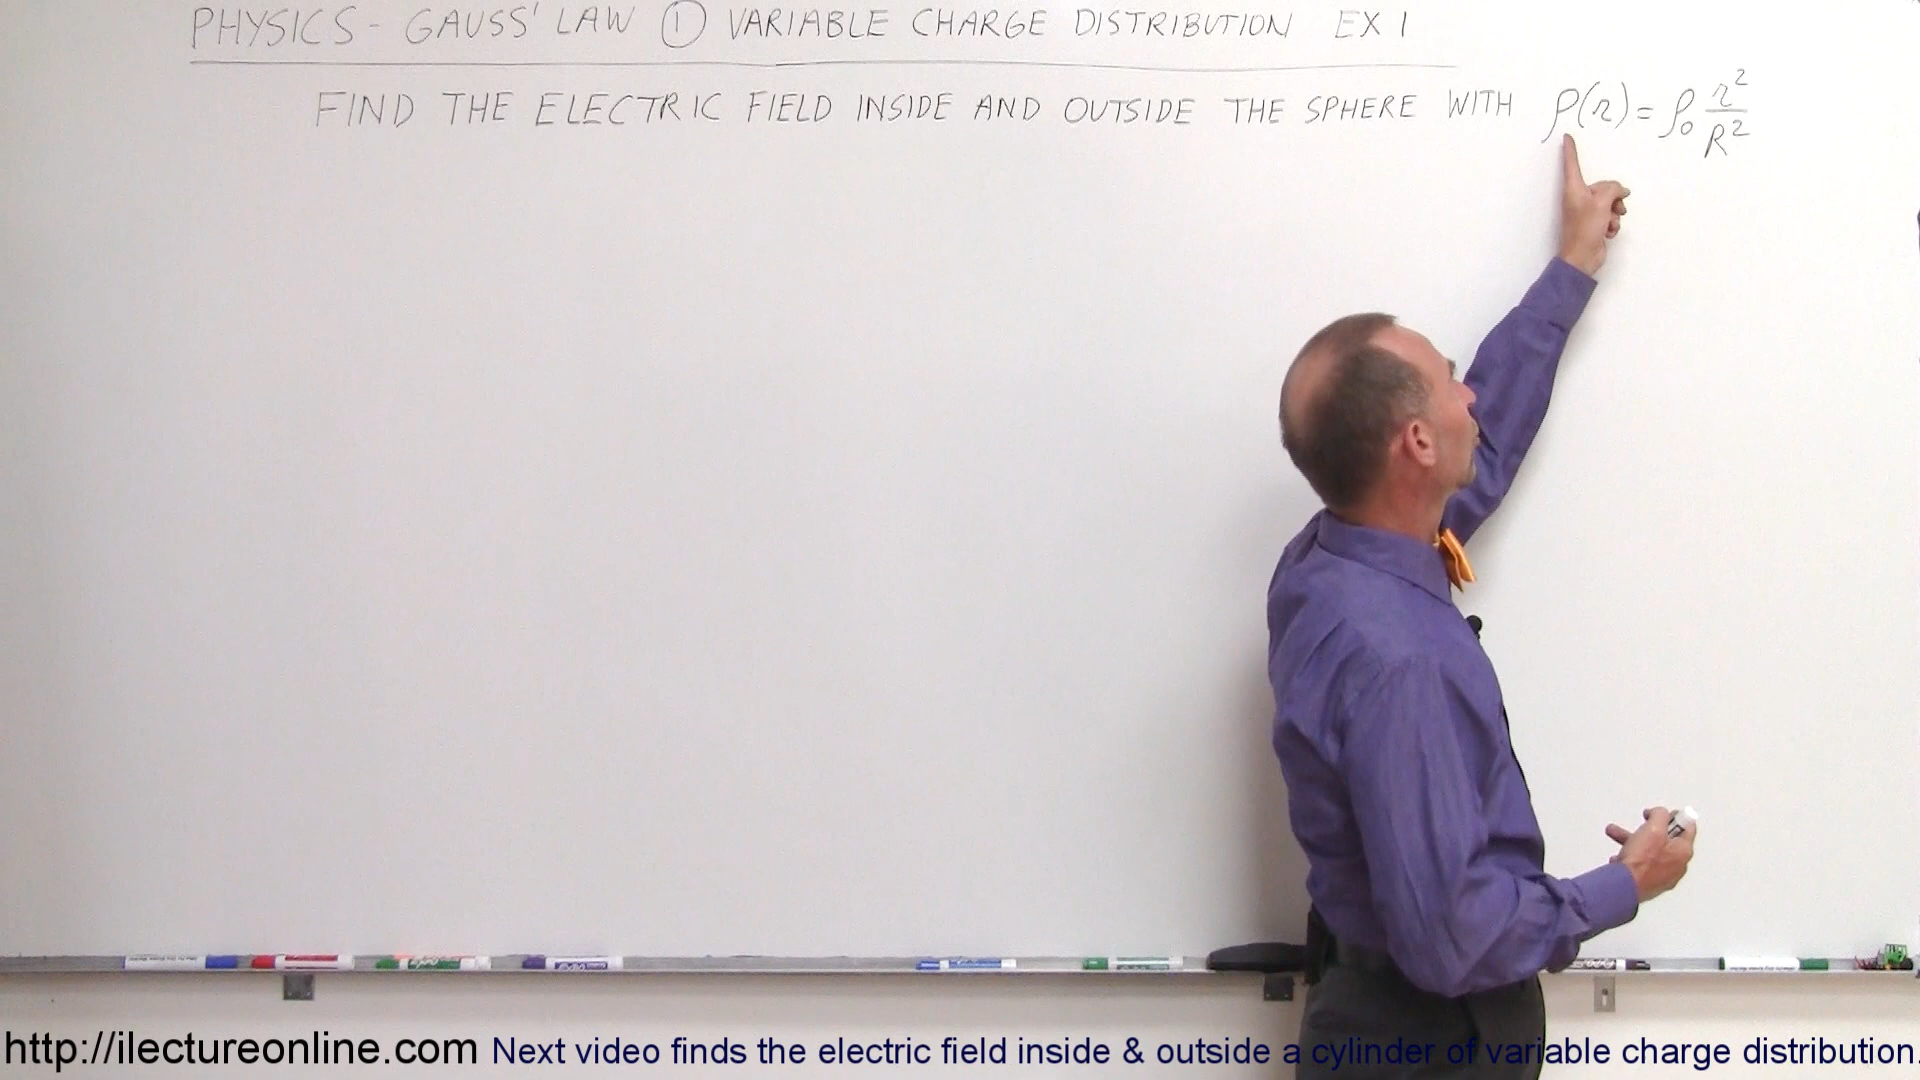 PHYSICS - GAUSS' LAW ① VARIABLE CHARGE DISTRIBUTION EX 1
FIND THE ELECTRIC FIELD INSIDE AND OUTSIDE THE SPHERE WITH ρ(r) = ρ₀ r²/R²
http://ilectureonline.com Next video finds the electric field inside & outside a cylinder of variable charge distribution.